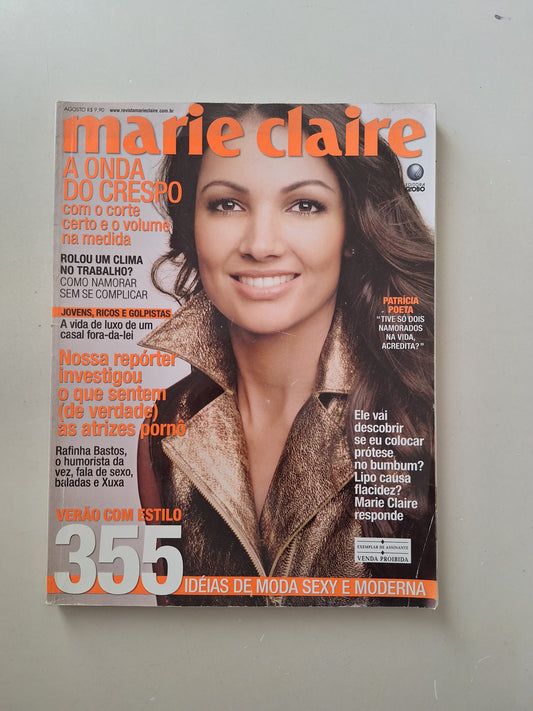 AGOSTO R$ 9,90 www.revistamarieclaire.com.br
marie claire
EDITORA
GLOBO
A ONDA
DO CRESPO
com o corte
certo e o volume
na medida
ROLOU UM CLIMA
NO TRABALHO?
COMO NAMORAR
SEM SE COMPLICAR
JOVENS, RICOS E GOLPISTAS
A vida de luxo de um
casal fora-da-lei
Nossa repórter
investigou
o que sentem
(de verdade)
as atrizes pornô
Rafinha Bastos,
o humorista da
vez, fala de sexo,
baladas e Xuxa
PATRÍCIA
POETA
"TIVE SÓ DOIS
NAMORADOS
NA VIDA,
ACREDITA?"
Ele vai
descobrir
se eu colocar
prótese
no bumbum?
Lipo causa
flacidez?
Marie Claire
responde
EXEMPLAR DE ASSINANTE
VENDA PROIBIDA
VERÃO COM ESTILO
355 IDÉIAS DE MODA SEXY E MODERNA